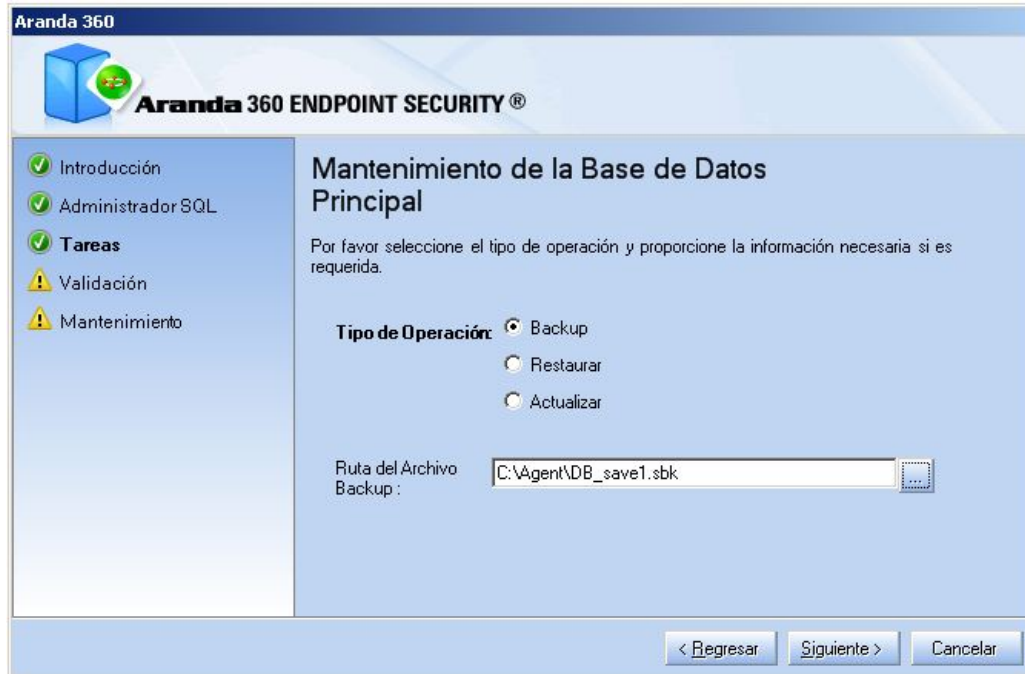 Aranda 360
Aranda 360 ENDPOINT SECURITY ®
Introducción
Administrador SQL
Tareas
Validación
Mantenimiento
Mantenimiento de la Base de Datos
Principal
Por favor seleccione el tipo de operación y proporcione la información necesaria si es
requerida.
Tipo de Operación: Backup
Restaurar
Actualizar
Ruta del Archivo
Backup :
C:\Agent\DB_save1.sbk
...
< Regresar
Siguiente >
Cancelar